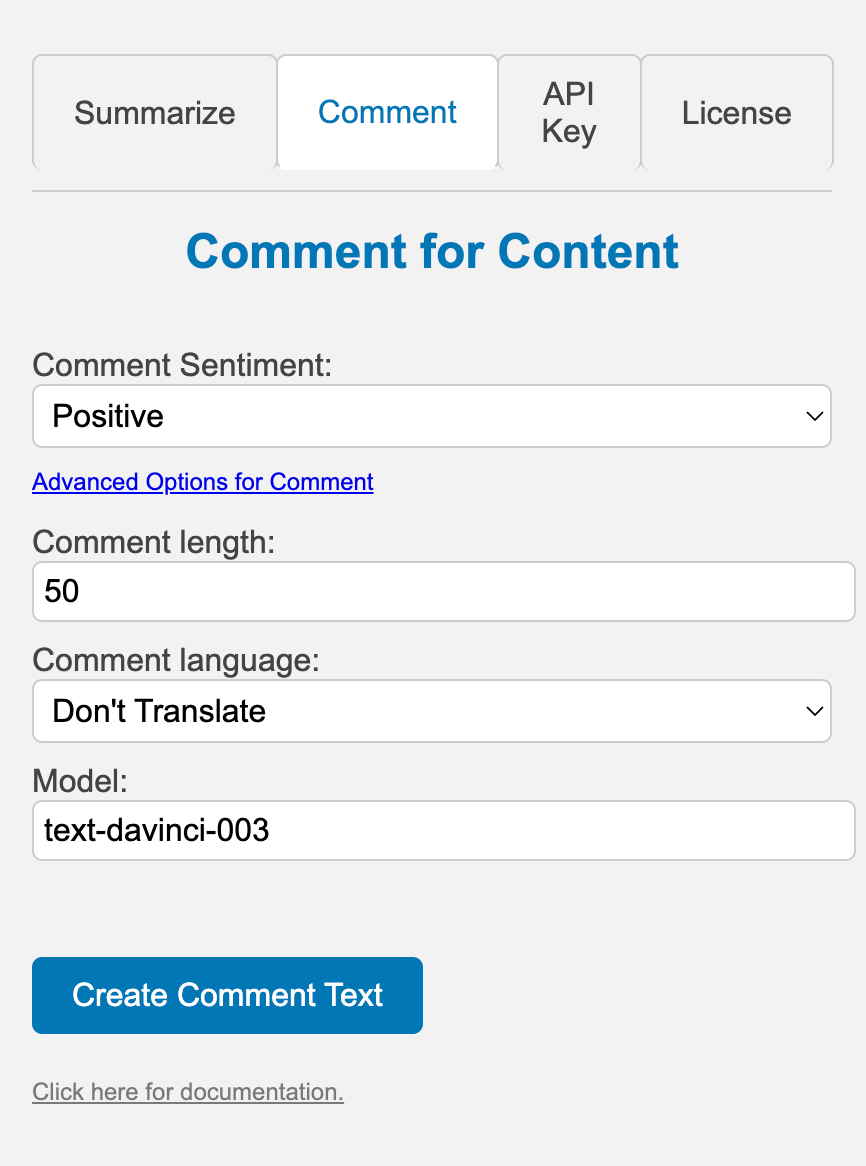 Summarize
Comment
API
Key
License
Comment for Content
Comment Sentiment:
Positive
Advanced Options for Comment
Comment length:
50
Comment language:
Don't Translate
Model:
text-davinci-003
Create Comment Text
Click here for documentation.